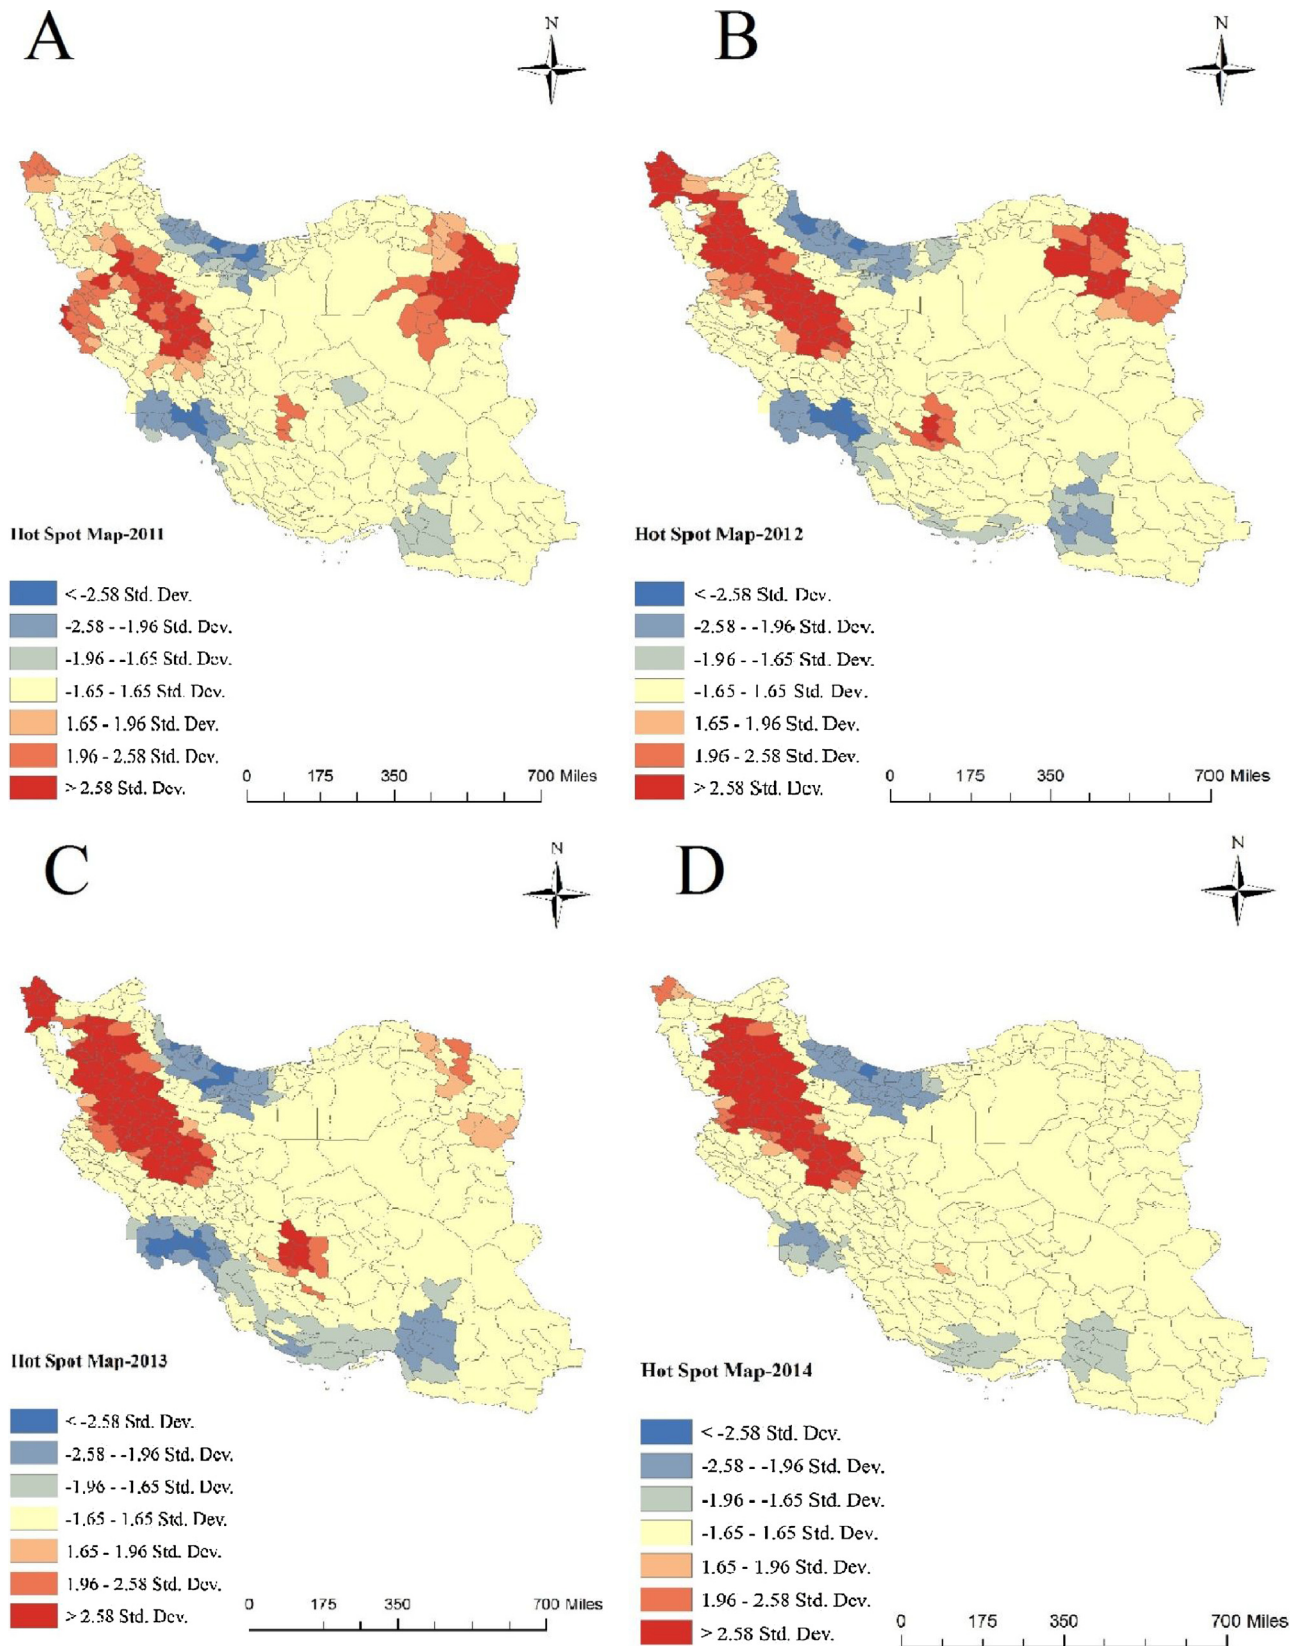 A
N
Hot Spot Map-2011
< -2.58 Std. Dev.
-2.58 - -1.96 Std. Dev.
-1.96 - -1.65 Std. Dev.
-1.65 - 1.65 Std. Dev.
1.65 - 1.96 Std. Dev.
1.96 - 2.58 Std. Dev.
> 2.58 Std. Dev.
0 175 350 700 Miles
B
N
Hot Spot Map-2012
< -2.58 Std. Dev.
-2.58 - -1.96 Std. Dev.
-1.96 - -1.65 Std. Dev.
-1.65 - 1.65 Std. Dev.
1.65 - 1.96 Std. Dev.
1.96 - 2.58 Std. Dev.
> 2.58 Std. Dev.
0 175 350 700 Miles
C
N
Hot Spot Map-2013
< -2.58 Std. Dev.
-2.58 - -1.96 Std. Dev.
-1.96 - -1.65 Std. Dev.
-1.65 - 1.65 Std. Dev.
1.65 - 1.96 Std. Dev.
1.96 - 2.58 Std. Dev.
> 2.58 Std. Dev.
0 175 350 700 Miles
D
N
Hot Spot Map-2014
< -2.58 Std. Dev.
-2.58 - -1.96 Std. Dev.
-1.96 - -1.65 Std. Dev.
-1.65 - 1.65 Std. Dev.
1.65 - 1.96 Std. Dev.
1.96 - 2.58 Std. Dev.
> 2.58 Std. Dev.
0 175 350 700 Miles